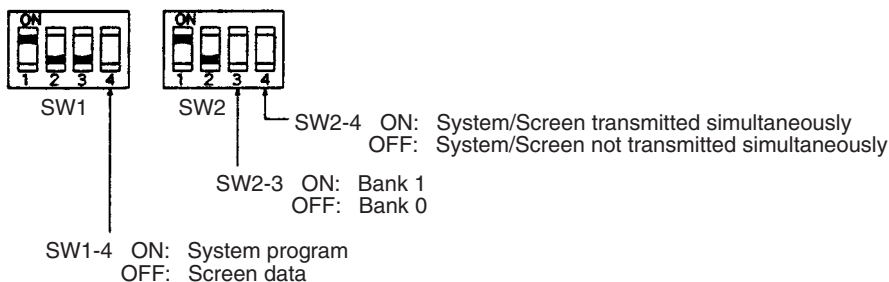 ON ON
1 2 3 4 1 2 3 4
SW1 SW2
SW2-4 ON: System/Screen transmitted simultaneously
OFF: System/Screen not transmitted simultaneously
SW2-3 ON: Bank 1
OFF: Bank 0
SW1-4 ON: System program
OFF: Screen data